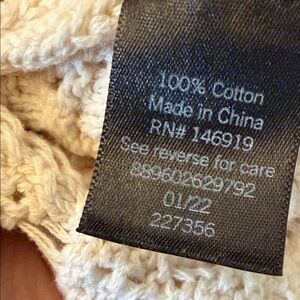 100% Cotton
Made in China
RN# 146919
See reverse for care
889602629792
01/22
227356